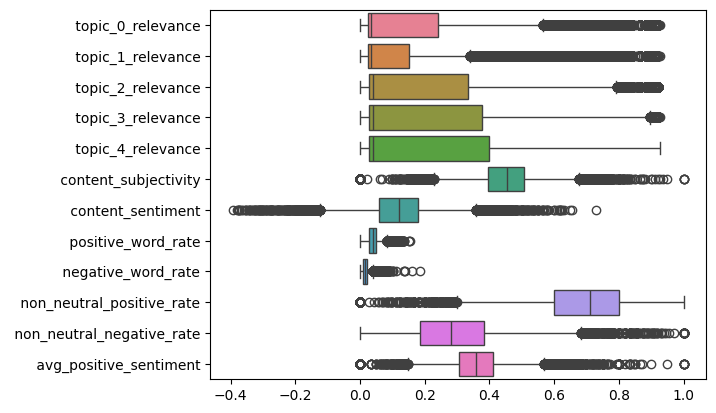 topic_0_relevance
topic_1_relevance
topic_2_relevance
topic_3_relevance
topic_4_relevance
content_subjectivity
content_sentiment
positive_word_rate
negative_word_rate
non_neutral_positive_rate
non_neutral_negative_rate
avg_positive_sentiment
−0.4 −0.2 0.0 0.2 0.4 0.6 0.8 1.0